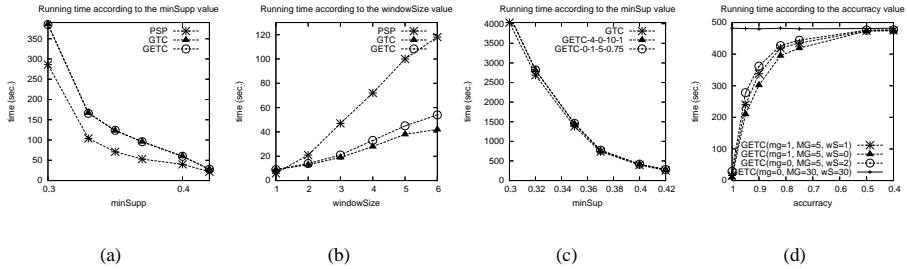 Running time according to the minSupp value
PSP
GTC
GETC
time (sec.)
350
300
250
200
150
100
50
0
0.3
0.4
minSupp
(a)
Running time according to the windowSize value
PSP
GTC
GETC
time (sec.)
120
100
80
60
40
20
0
1
2
3
4
5
6
windowSize
(b)
Running time according to the minSup value
GTC
GETC-4-0-10-1
GETC-0-1-5-0.75
time (sec.)
4000
3500
3000
2500
2000
1500
1000
500
0
0.3
0.32
0.34
0.36
0.38
0.4
0.42
minSup
(c)
Running time according to the accurracy value
time (sec.)
500
400
300
200
100
0
GETC(mg=1, MG=5, wS=1)
GETC(mg=1, MG=5, wS=0)
GETC(mg=0, MG=5, wS=2)
ETC(mg=0, MG=30, wS=30)
1
0.9
0.8
0.7
0.6
0.5
0.4
accurracy
(d)